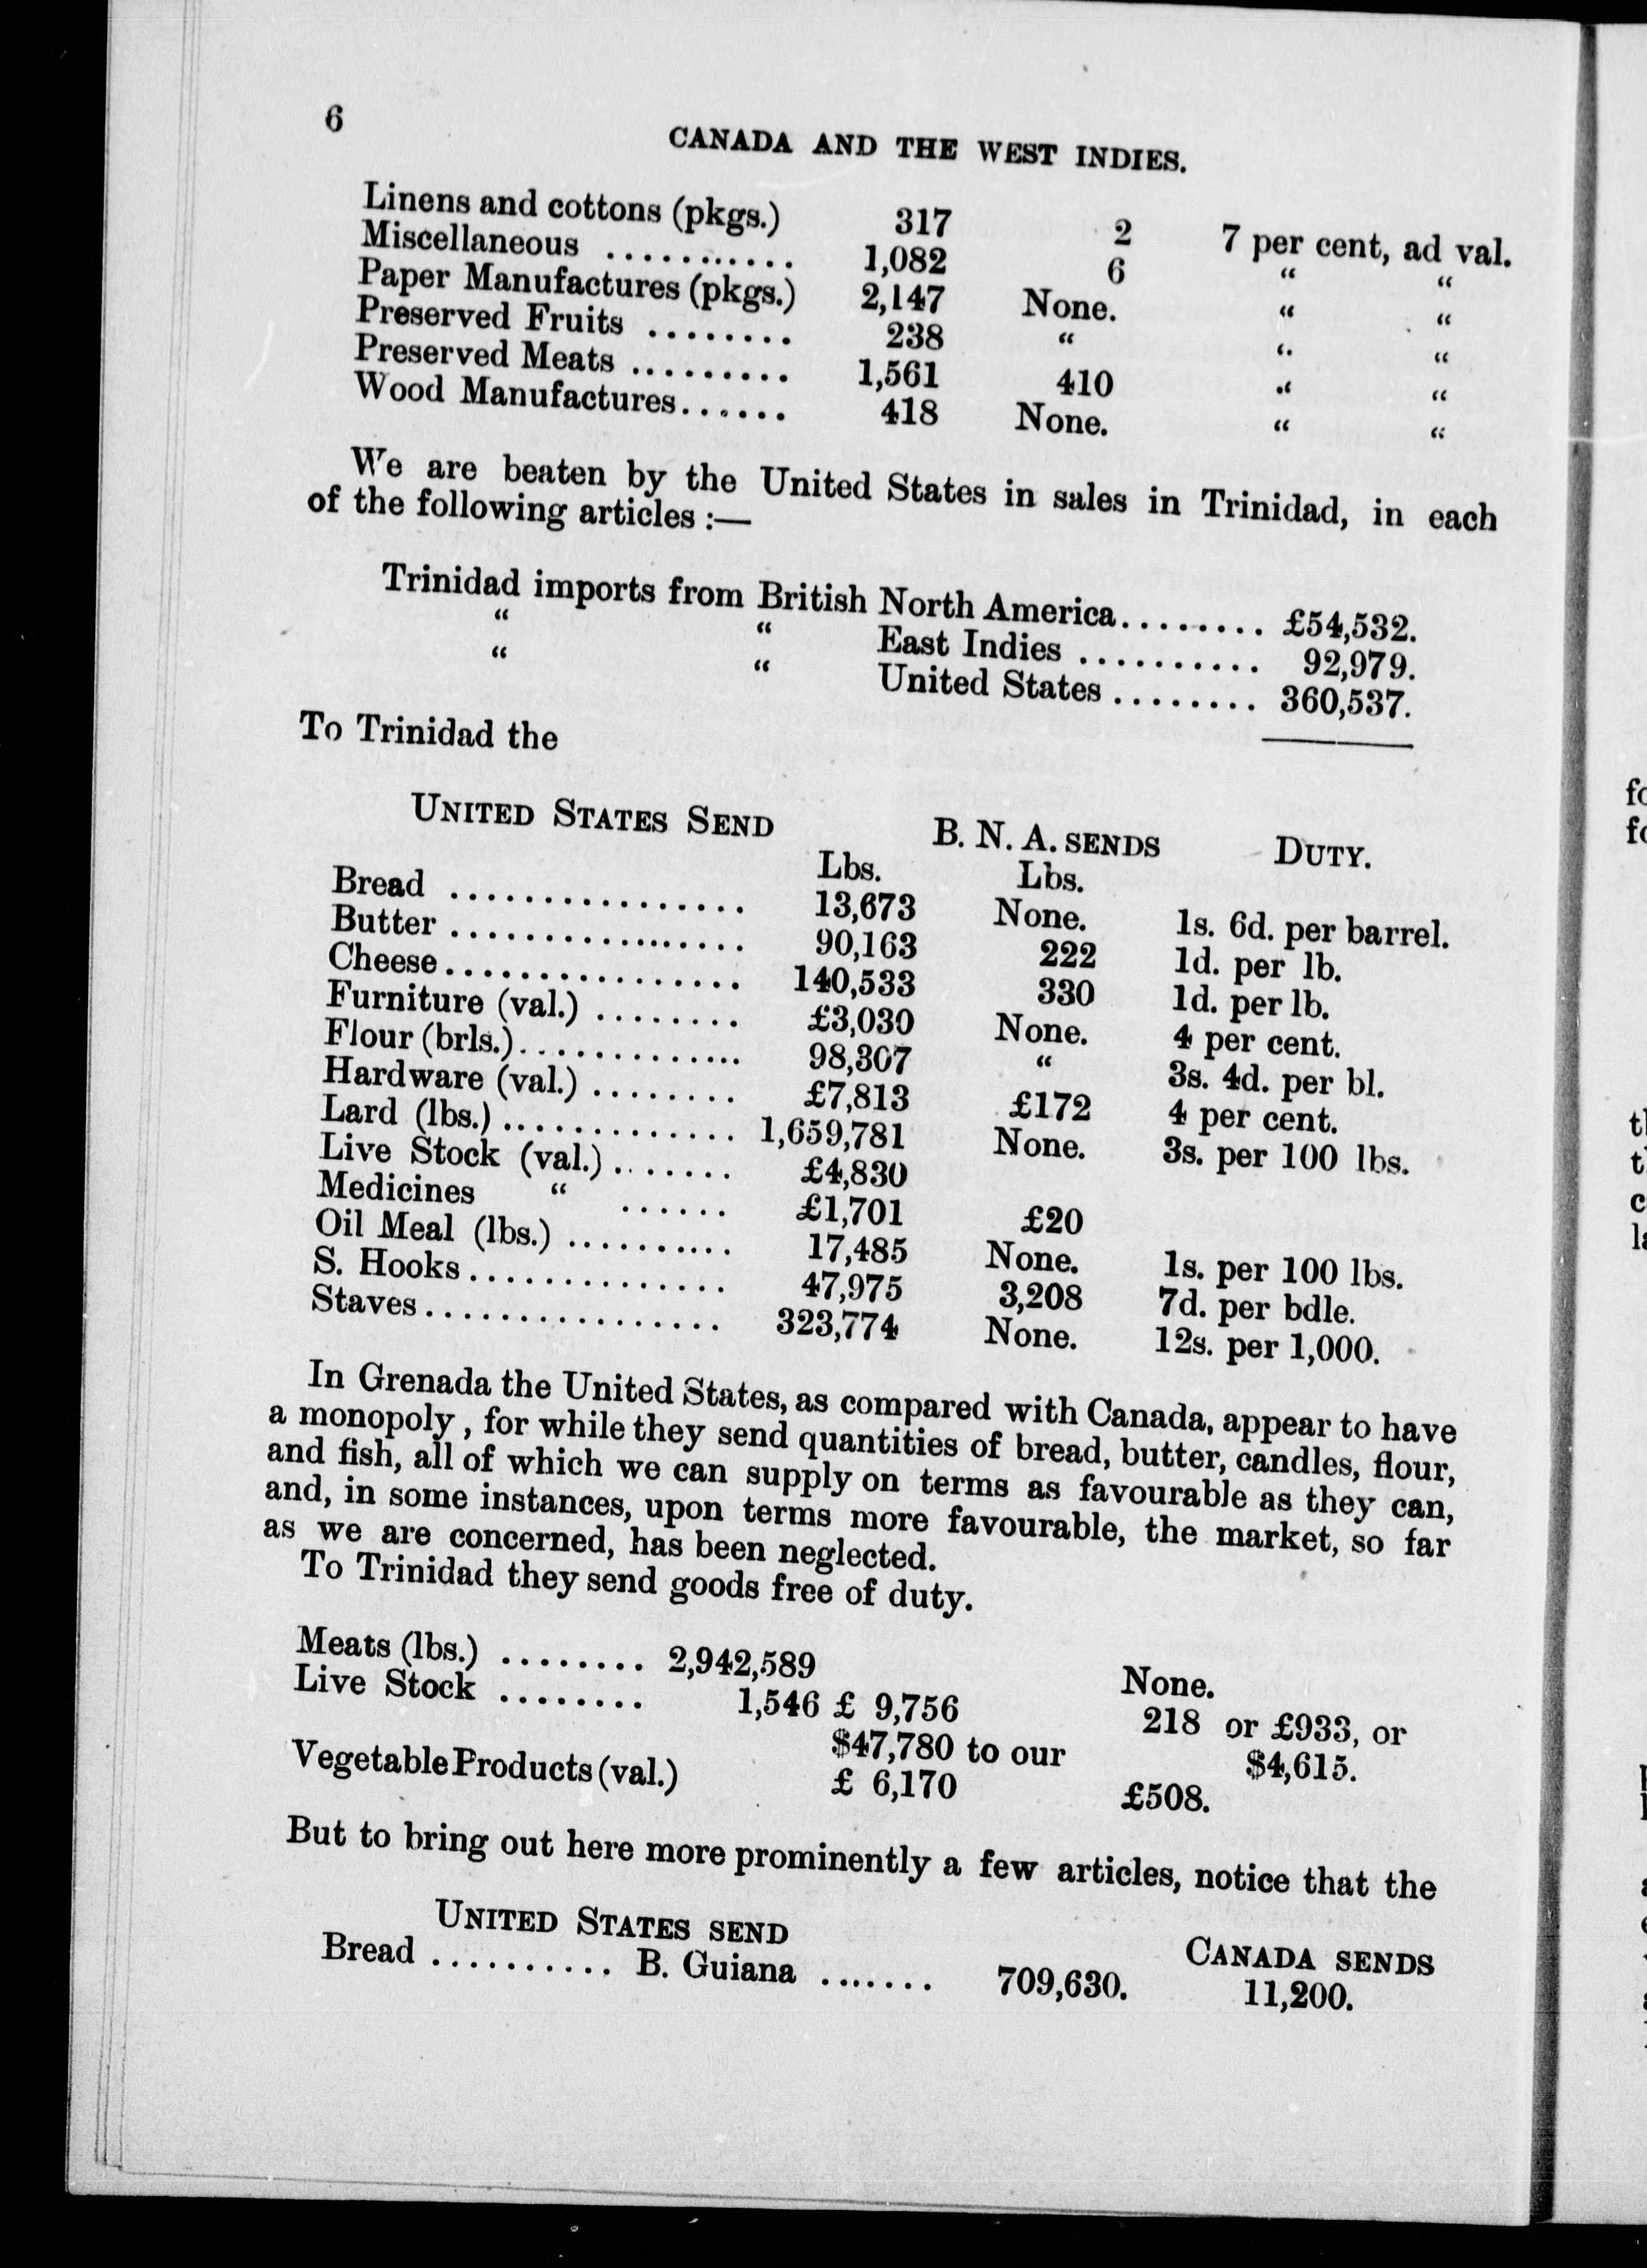 6
CANADA AND THE WEST INDIES.
Linens and cottons (pkgs.) 317 2 7 per cent, ad val.
Miscellaneous ........... 1,082 6 “ “
Paper Manufactures (pkgs.) 2,147 None. “ “
Preserved Fruits ........ 238 “ “ “
Preserved Meats ......... 1,561 410 “ “
Wood Manufactures...... 418 None. “ “
We are beaten by the United States in sales in Trinidad, in each
of the following articles :—
Trinidad imports from British North America........ £54,532.
“ “ East Indies .......... 92,979.
“ “ United States ........ 360,537.
To Trinidad the
UNITED STATES SEND B. N. A. SENDS DUTY.
Lbs. Lbs.
Bread ................ 13,673 None. 1s. 6d. per barrel.
Butter ................ 90,163 222 1d. per lb.
Cheese................ 140,533 330 1d. per lb.
Furniture (val.) ........ £3,030 None. 4 per cent.
Flour (brls.)............ 98,307 “ 3s. 4d. per bl.
Hardware (val.) ........ £7,813 £172 4 per cent.
Lard (lbs.) ............. 1,659,781 None. 3s. per 100 lbs.
Live Stock (val.) ....... £4,830
Medicines “ ...... £1,701 £20
Oil Meal (lbs.) .......... 17,485 None. 1s. per 100 lbs.
S. Hooks.............. 47,975 3,208 7d. per bdle.
Staves................ 323,774 None. 12s. per 1,000.
In Grenada the United States, as compared with Canada, appear to have
a monopoly , for while they send quantities of bread, butter, candles, flour,
and fish, all of which we can supply on terms as favourable as they can,
and, in some instances, upon terms more favourable, the market, so far
as we are concerned, has been neglected.
To Trinidad they send goods free of duty.
Meats (lbs.) ........ 2,942,589 None.
Live Stock ........ 1,546 £ 9,756 218 or £933, or
$47,780 to our $4,615.
Vegetable Products (val.) £ 6,170 £508.
But to bring out here more prominently a few articles, notice that the
UNITED STATES SEND CANADA SENDS
Bread .......... B. Guiana ....... 709,630. 11,200.